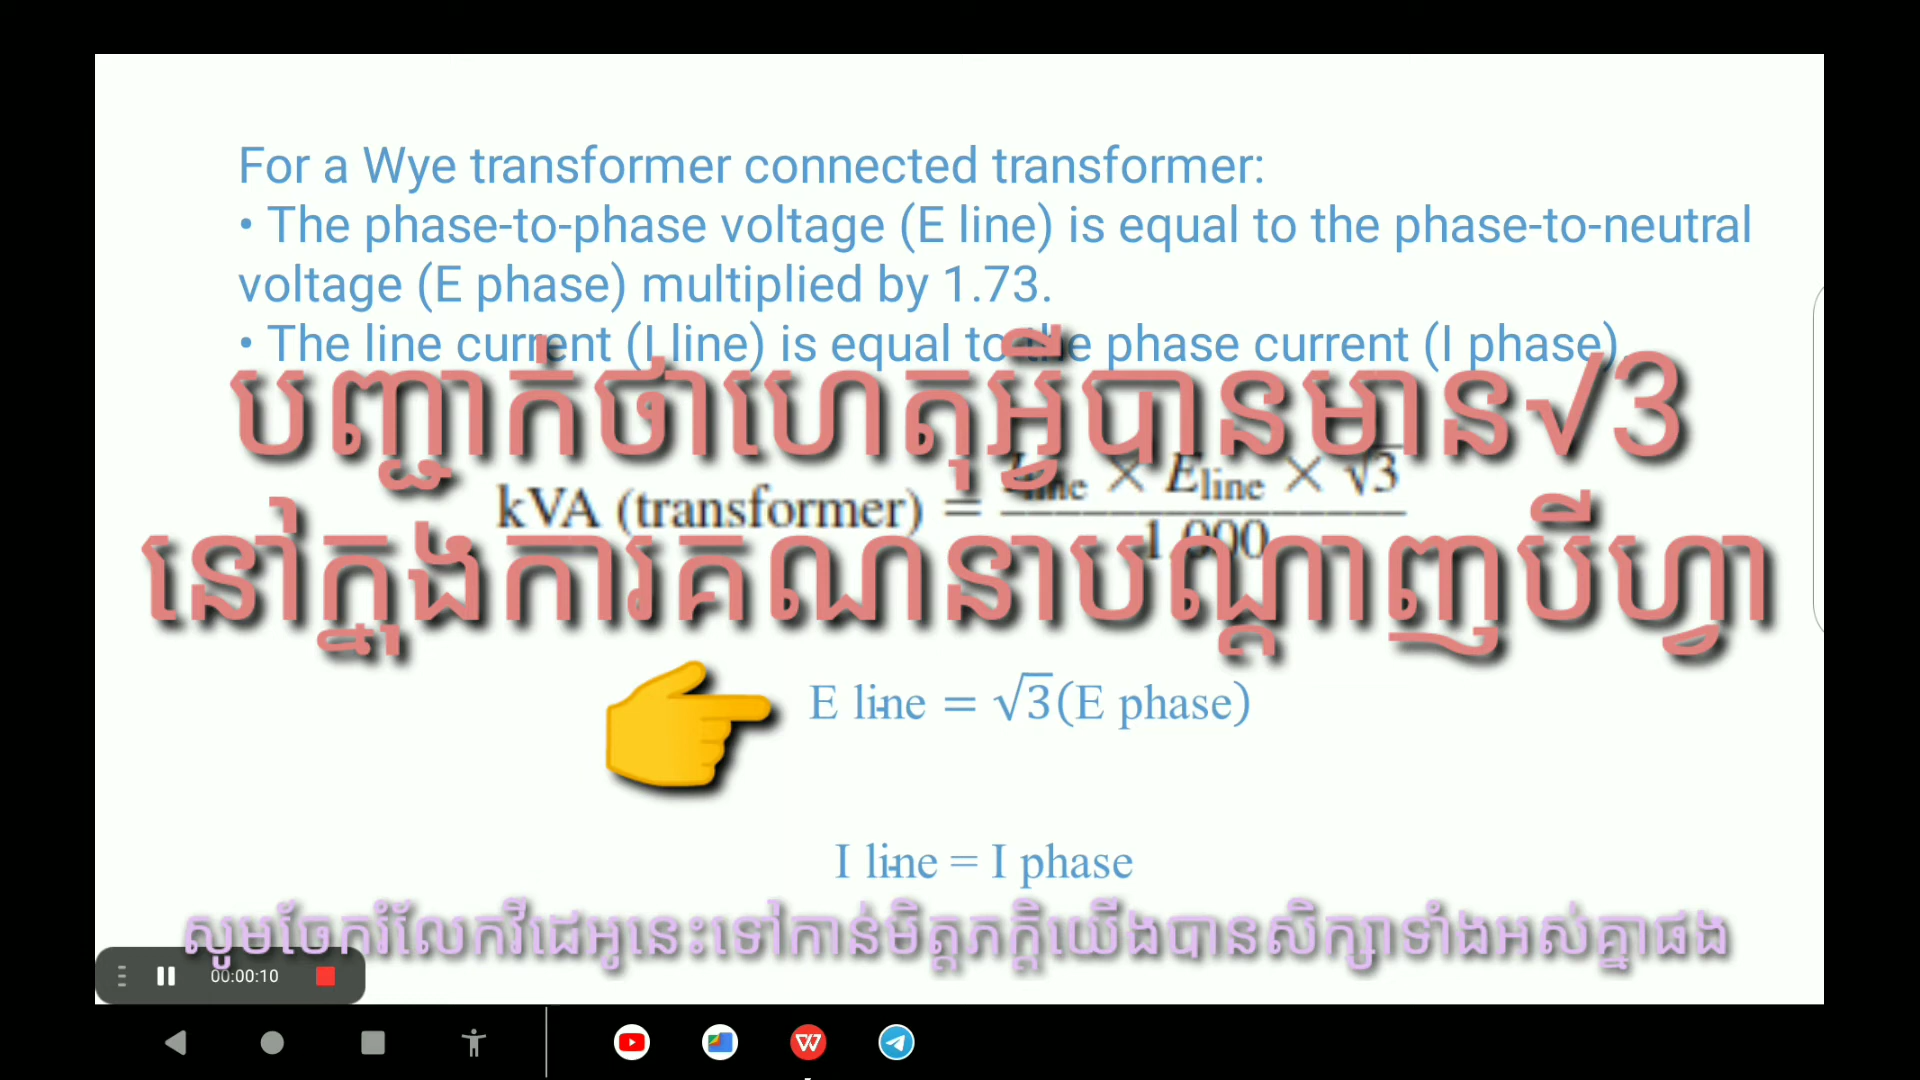 For a Wye transformer connected transformer:
• The phase-to-phase voltage (E line) is equal to the phase-to-neutral
voltage (E phase) multiplied by 1.73.
• The line current (I line) is equal to the phase current (I phase).
បញ្ជាក់ថាហេតុអ្វីបានមាន√3
kVA (transformer) = I line × E line × √3
1,000
នៅក្នុងការគណនាបណ្តាញបីហ្វា
E line = √3(E phase)
I line = I phase
សូមចែករំលែកវីដេអូនេះទៅកាន់មិត្តភក្តិយើងបានសិក្សាទាំងអស់គ្នាផង
00:00:10